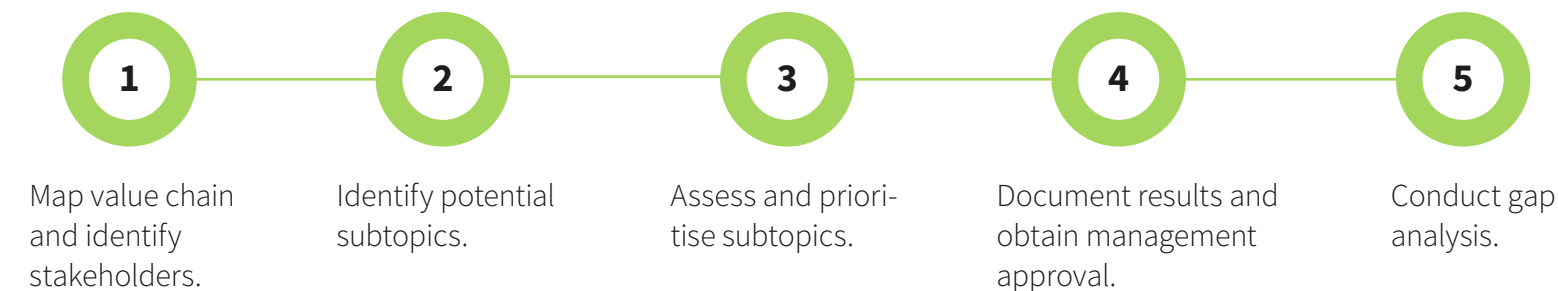 1
Map value chain
and identify
stakeholders.
2
Identify potential
subtopics.
3
Assess and priori-
tise subtopics.
4
Document results and
obtain management
approval.
5
Conduct gap
analysis.